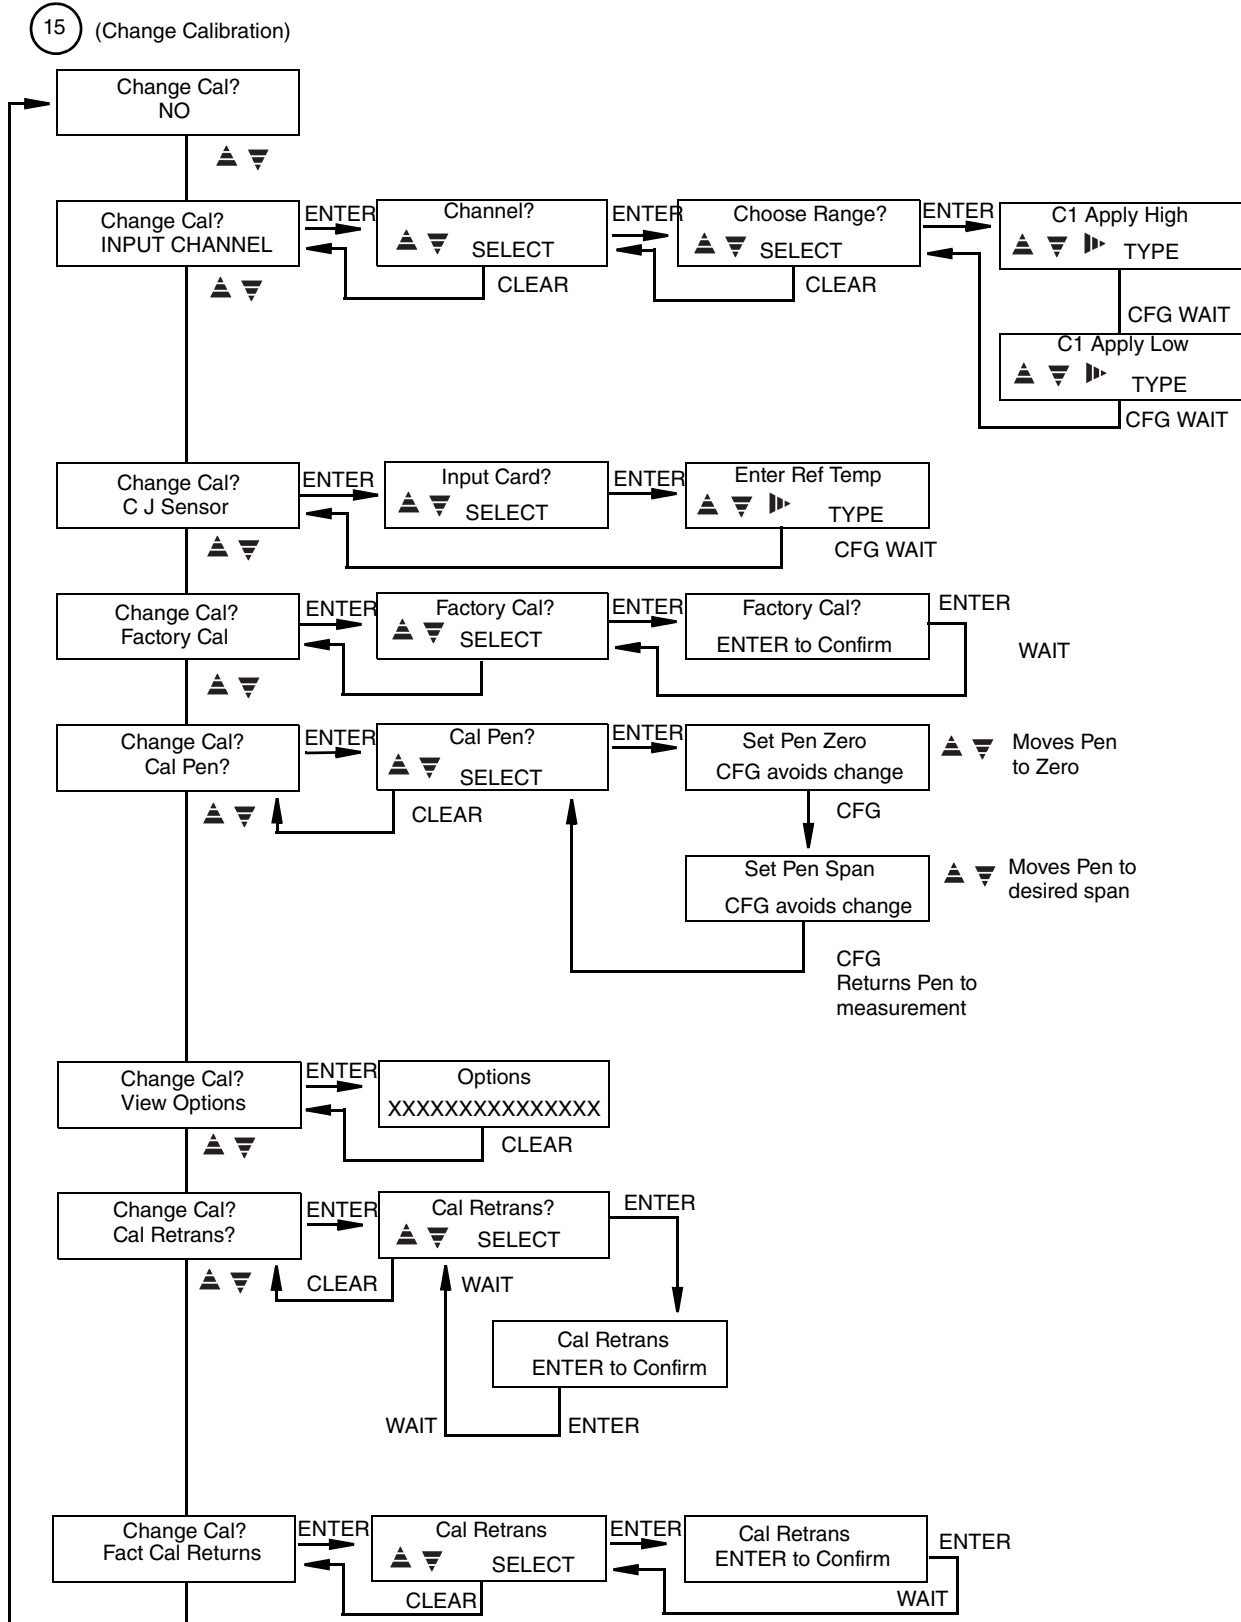 15 (Change Calibration)
Change Cal?
NO
Change Cal?
INPUT CHANNEL
ENTER
Channel?
SELECT
CLEAR
ENTER
Choose Range?
SELECT
CLEAR
ENTER
C1 Apply High
TYPE
CFG WAIT
C1 Apply Low
TYPE
CFG WAIT
Change Cal?
C J Sensor
ENTER
Input Card?
SELECT
ENTER
Enter Ref Temp
TYPE
CFG WAIT
Change Cal?
Factory Cal
ENTER
Factory Cal?
SELECT
ENTER
Factory Cal?
ENTER to Confirm
ENTER
WAIT
Change Cal?
Cal Pen?
ENTER
Cal Pen?
SELECT
CLEAR
ENTER
Set Pen Zero
CFG avoids change
Moves Pen
to Zero
CFG
Set Pen Span
CFG avoids change
Moves Pen to
desired span
CFG
Returns Pen to
measurement
Change Cal?
View Options
ENTER
Options
XXXXXXXXXXXXXXX
CLEAR
Change Cal?
Cal Retrans?
ENTER
Cal Retrans?
SELECT
ENTER
CLEAR
WAIT
Cal Retrans
ENTER to Confirm
WAIT
ENTER
Change Cal?
Fact Cal Returns
ENTER
Cal Retrans
SELECT
CLEAR
ENTER
Cal Retrans
ENTER to Confirm
ENTER
WAIT